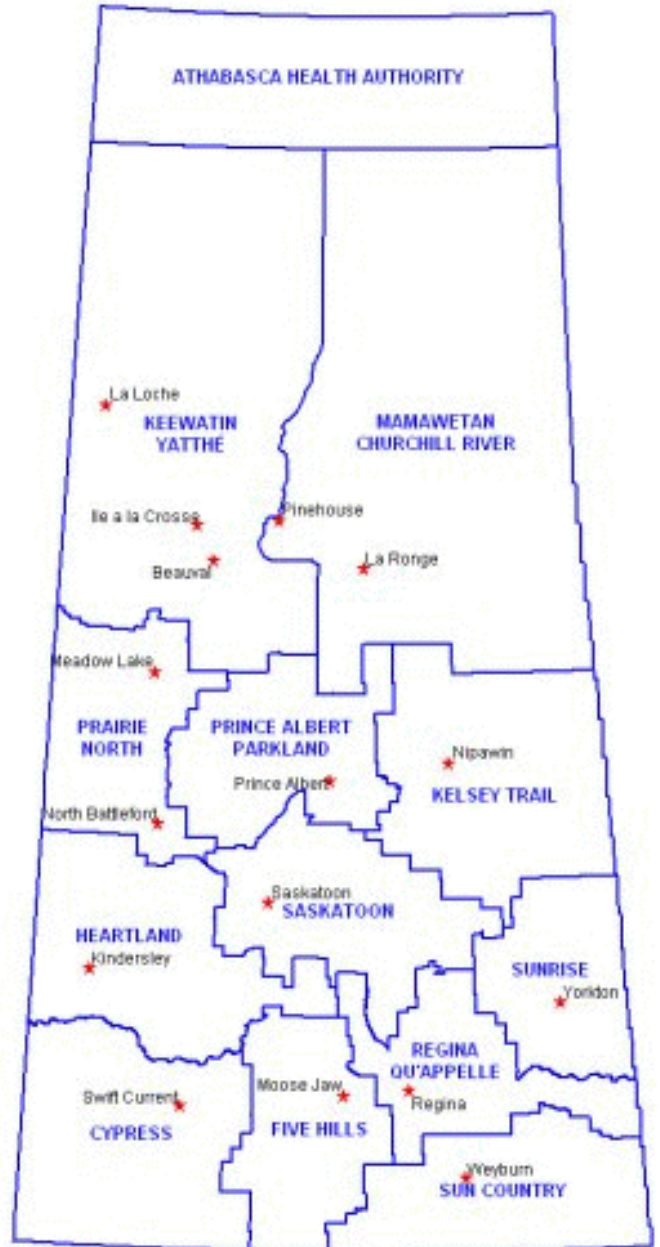 ATHABASCA HEALTH AUTHORITY
La Loche
KEEWATIN
YATTHÉ
MAMAWETAN
CHURCHILL RIVER
Ile a la Crosse
Pinehouse
La Ronge
Beauval
Meadow Lake
PRAIRIE
NORTH
PRINCE ALBERT
PARKLAND
Nipawin
Prince Albert
KELSEY TRAIL
North Battleford
Saskatoon
SASKATOON
HEARTLAND
Kindersley
SUNRISE
Yorkton
REGINA
QU'APPELLE
Moose Jaw
Swift Current
Regina
CYPRESS
FIVE HILLS
Weyburn
SUN COUNTRY